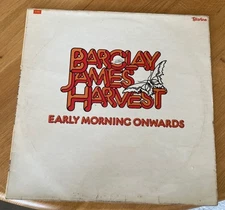 BARCLAY
JAMES
HARVEST
EARLY MORNING ONWARDS